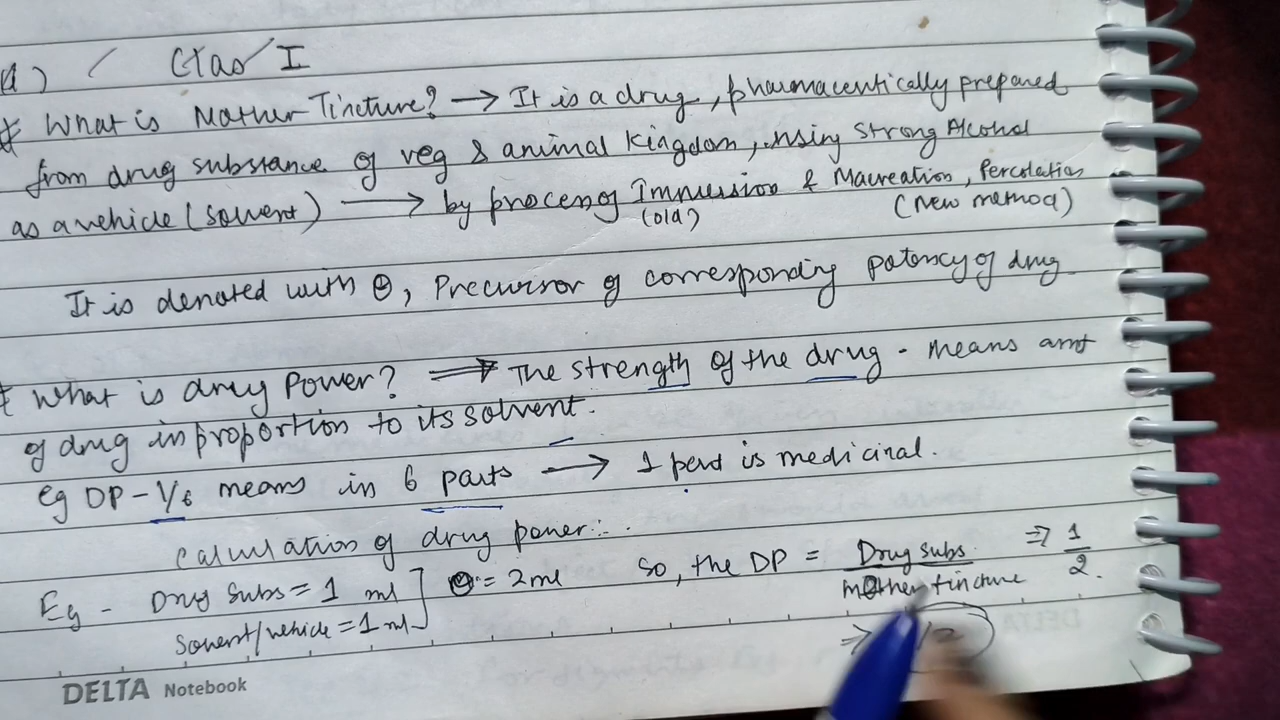 Class I
# What is Mother Tincture? → It is a drug, pharmaceutically prepared
from drug substance of veg & animal kingdom, using strong Alcohol
as a vehicle (solvent) → by process of Immersion & Macreation, Percolation
(old) (New method)
It is denoted with θ, Precursor of corresponding potency of drug
# What is drug Power? ⇒ The strength of the drug. means amt
of drug in proportion to its solvent.
eg DP - 1/6 means in 6 parts → 1 part is medicinal.
Calculation of drug power:-
Eg - Drug Subs = 1 ml ] θ = 2ml So, the DP = Drug subs. / mother tincture ⇒ 1/2.
Solvent/vehicle = 1 ml
⇒ 1/2
DELTA Notebook